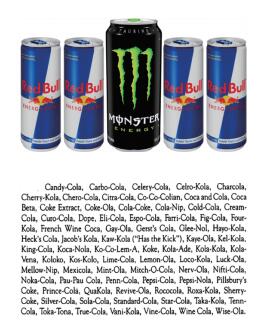 TAURINE
Red Bull Red Bull MONSTER ENERGY Red Bull Red Bull
Candy-Cola, Carbo-Cola, Celery-Cola, Celro-Kola, Charcola,
Cherry-Kola, Chero-Cola, Citra-Cola, Co-Co-Colian, Coca and Cola, Coca
Beta, Coke Extract, Coke-Ola, Cola-Coke, Cola-Nip, Cold-Cola, Cream-
Cola, Curo-Cola, Dope, Eli-Cola, Espo-Cola, Farri-Cola, Fig-Cola, Four-
Kola, French Wine Coca, Gay-Ola, Gerst's Cola, Glee-Nol, Hayo-Kola,
Heck's Cola, Jacob's Kola, Kaw-Kola ("Has the Kick"), Kaye-Ola, Kel-Kola,
King-Cola, Koca-Nola, Ko-Co-Lem-A, Koke, Kola-Ade, Kola-Kola, Kola-
Vena, Koloko, Kos-Kolo, Lime-Cola, Lemon-Ola, Loco-Kola, Luck-Ola,
Mellow-Nip, Mexicola, Mint-Ola, Mitch-O-Cola, Nerv-Ola, Nifti-Cola,
Noka-Cola, Pau-Pau Cola, Penn-Cola, Pepsi-Cola, Pepsi-Nola, Pillsbury's
Coke, Prince-Cola, QuaKola, Revive-Ola, Rococola, Roxa-Kola, Sherry-
Coke, Silver-Cola, Sola-Cola, Standard-Cola, Star-Cola, Taka-Kola, Tenn-
Cola, Toka-Tona, True-Cola, Vani-Kola, Vine-Cola, Wine Cola, Wise-Ola.